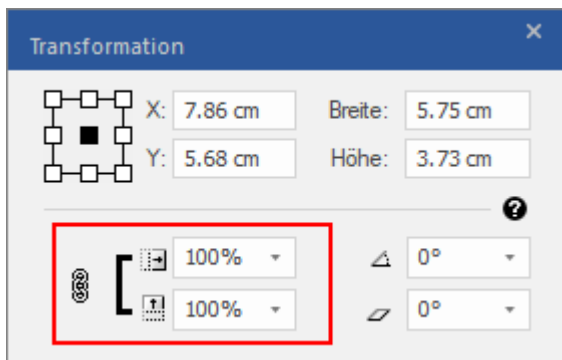 Transformation
X: 7.86 cm Breite: 5.75 cm
Y: 5.68 cm Höhe: 3.73 cm
?
100% 0°
100% 0°